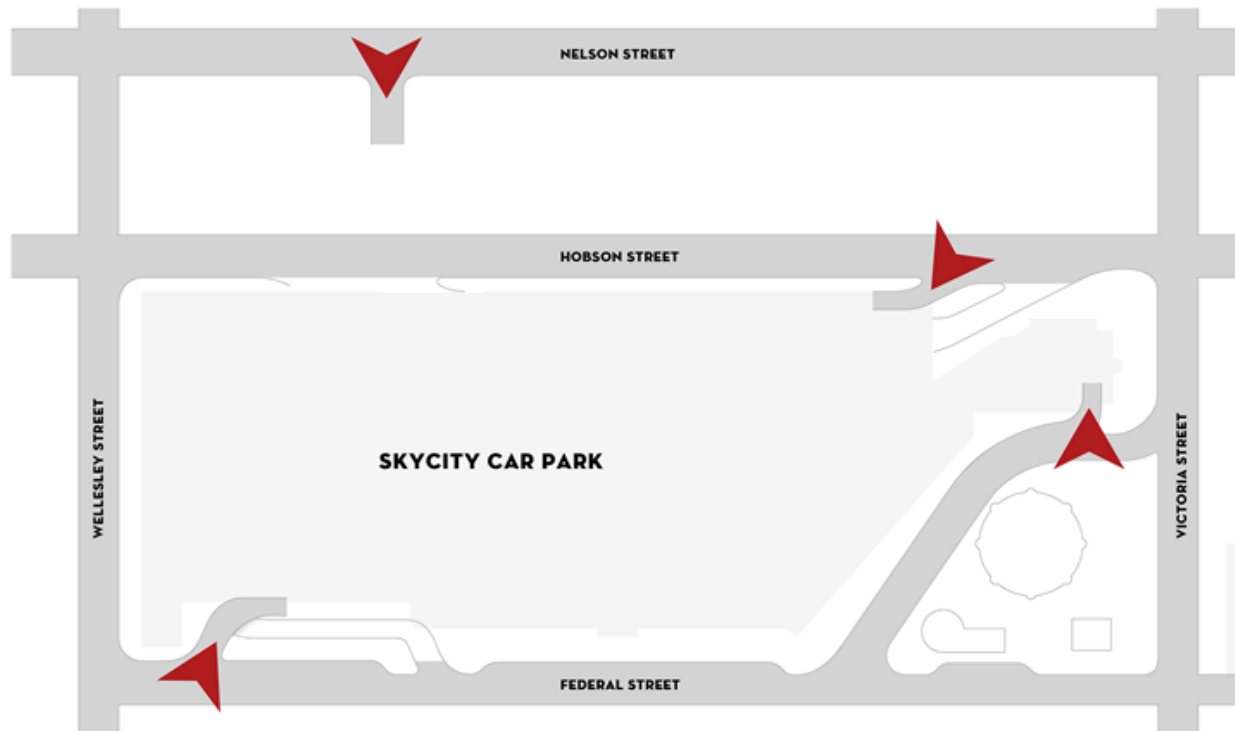 NELSON STREET
HOBSON STREET
WELLESLEY STREET
SKYCITY CAR PARK
VICTORIA STREET
FEDERAL STREET